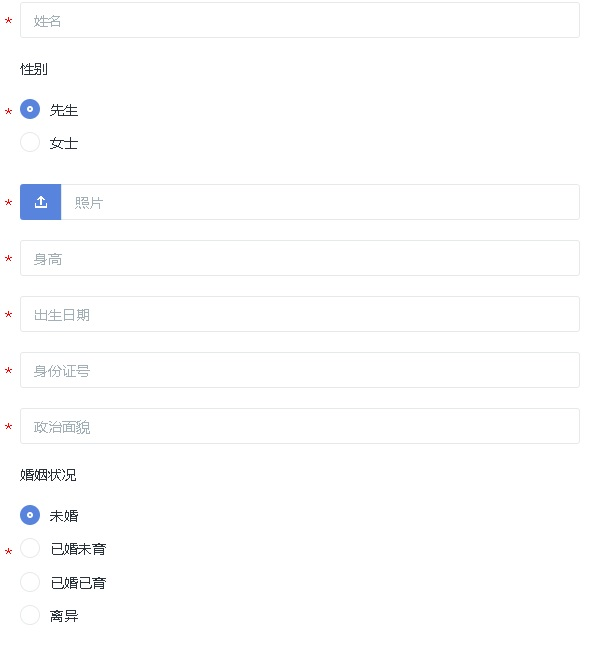 * 姓名
性别
* 先生
女士
* 照片
* 身高
* 出生日期
* 身份证号
* 政治面貌
婚姻状况
未婚
* 已婚未育
已婚已育
离异